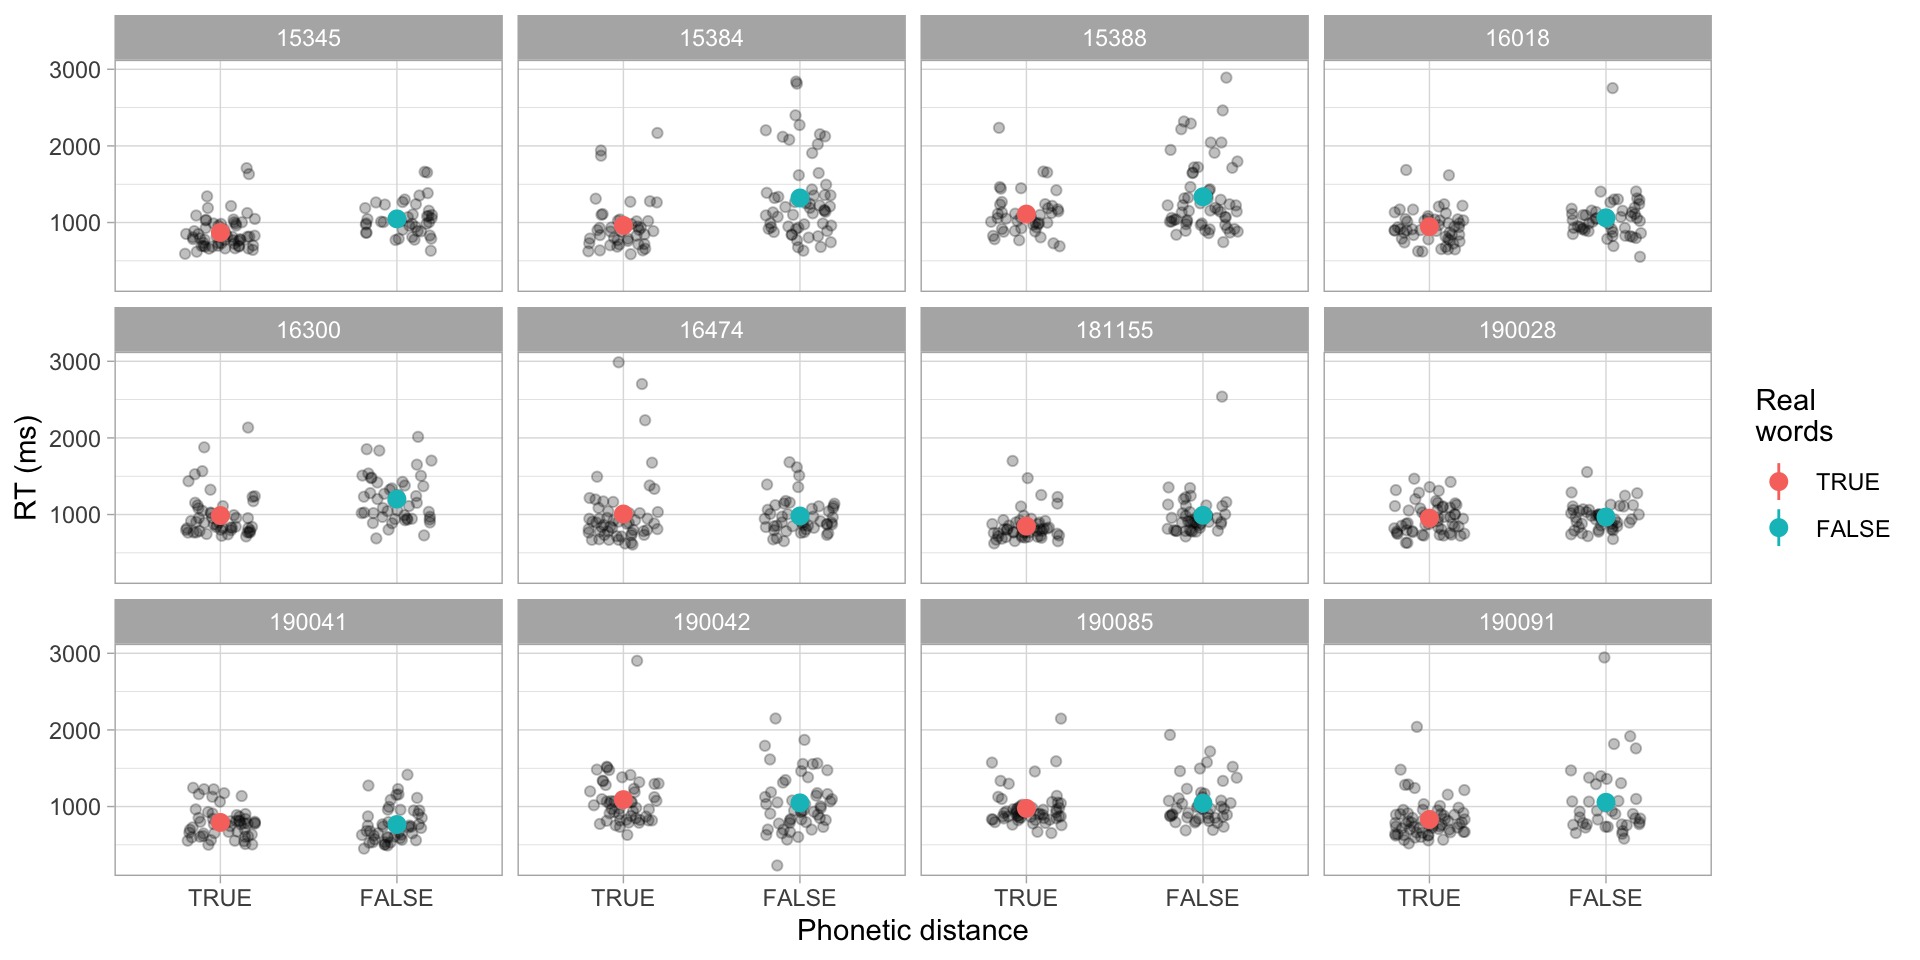 15345 15384 15388 16018
3000
2000
1000
16300 16474 181155 190028
3000
2000
1000
190041 190042 190085 190091
3000
2000
1000
TRUE FALSE TRUE FALSE TRUE FALSE TRUE FALSE
Phonetic distance
RT (ms)
Real
words
TRUE
FALSE